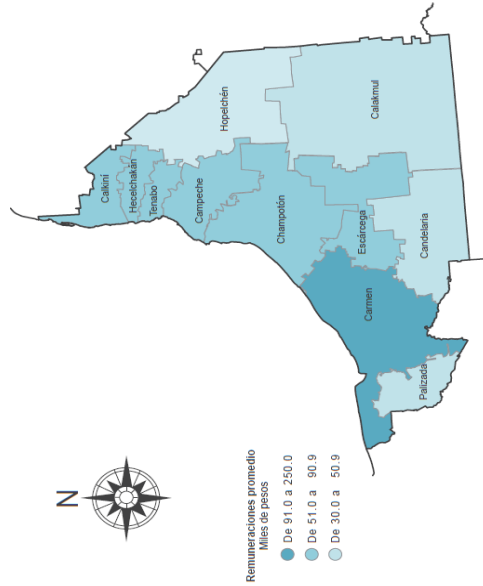 N
Calkiní
Hecelchakán
Tenabo
Campeche
Hopelchén
Champotón
Calakmul
Escárcega
Carmen
Candelaria
Palizada
Remuneraciones promedio
Miles de pesos
De 91.0 a 250.0
De 51.0 a 90.9
De 30.0 a 50.9